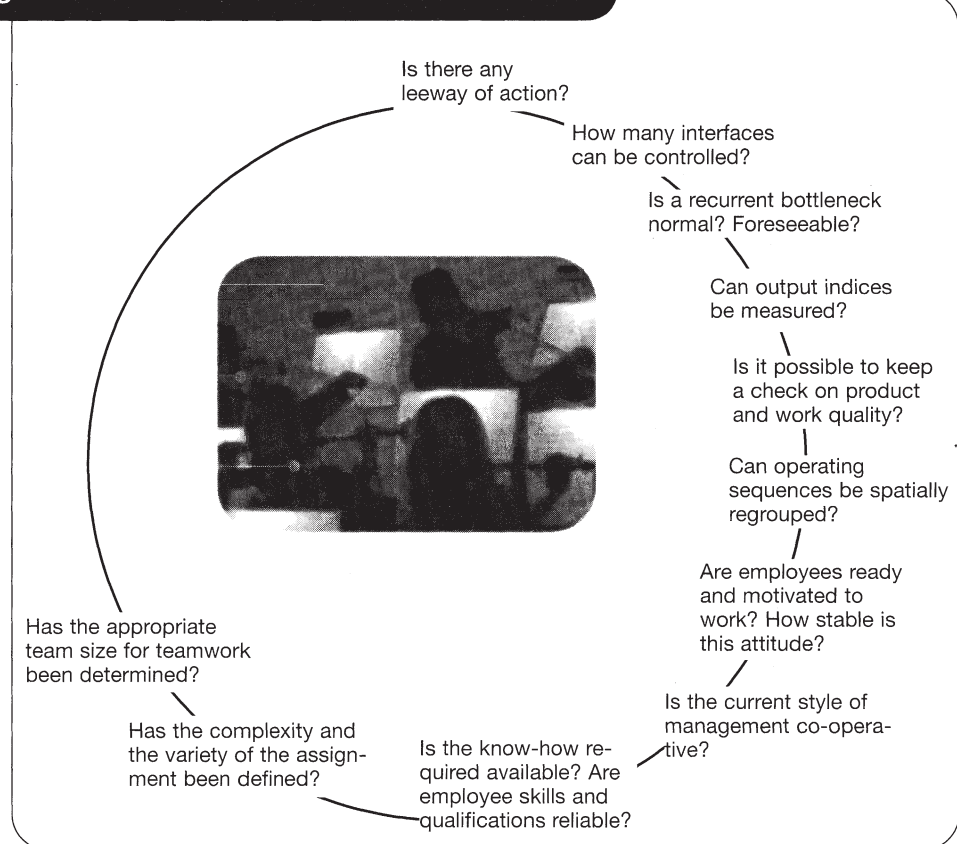 Is there any
leeway of action?
How many interfaces
can be controlled?
Is a recurrent bottleneck
normal? Foreseeable?
Can output indices
be measured?
Is it possible to keep
a check on product
and work quality?
Can operating
sequences be spatially
regrouped?
Are employees ready
and motivated to
work? How stable is
this attitude?
Is the current style of
management co-opera-
tive?
Is the know-how re-
quired available? Are
employee skills and
qualifications reliable?
Has the complexity and
the variety of the assign-
ment been defined?
Has the appropriate
team size for teamwork
been determined?